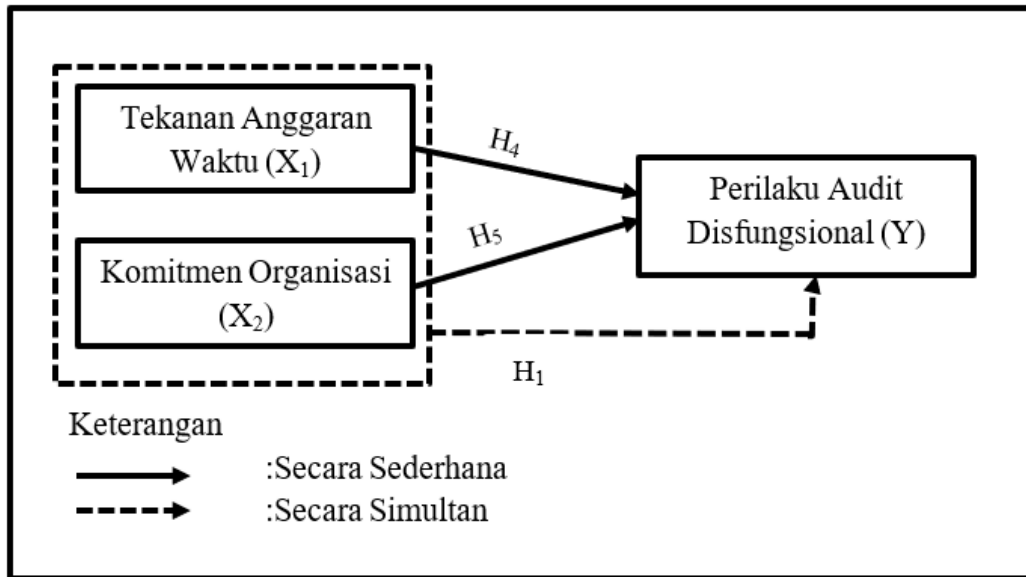 Tekanan Anggaran
Waktu (X₁)
H₄
Perilaku Audit
Disfungsional (Y)
Komitmen Organisasi
(X₂)
H₅
H₁
Keterangan
:Secara Sederhana
:Secara Simultan